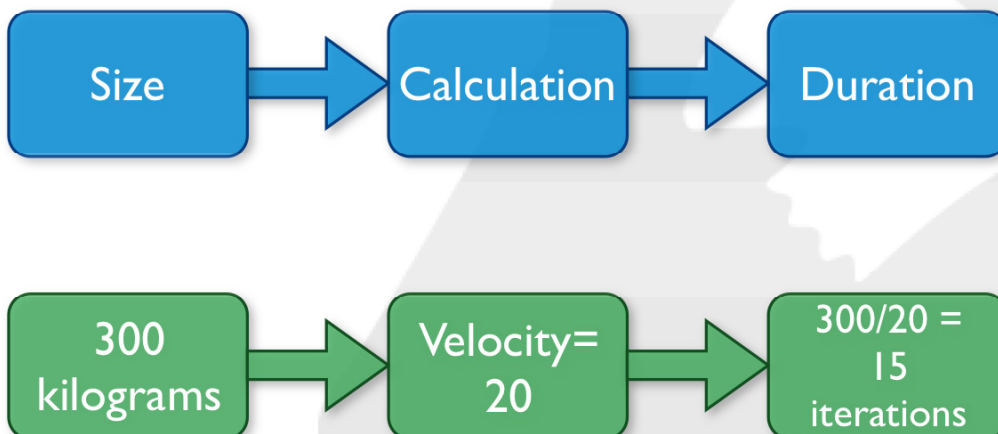 Size
Calculation
Duration
300
kilograms
Velocity=
20
300/20 =
15
iterations